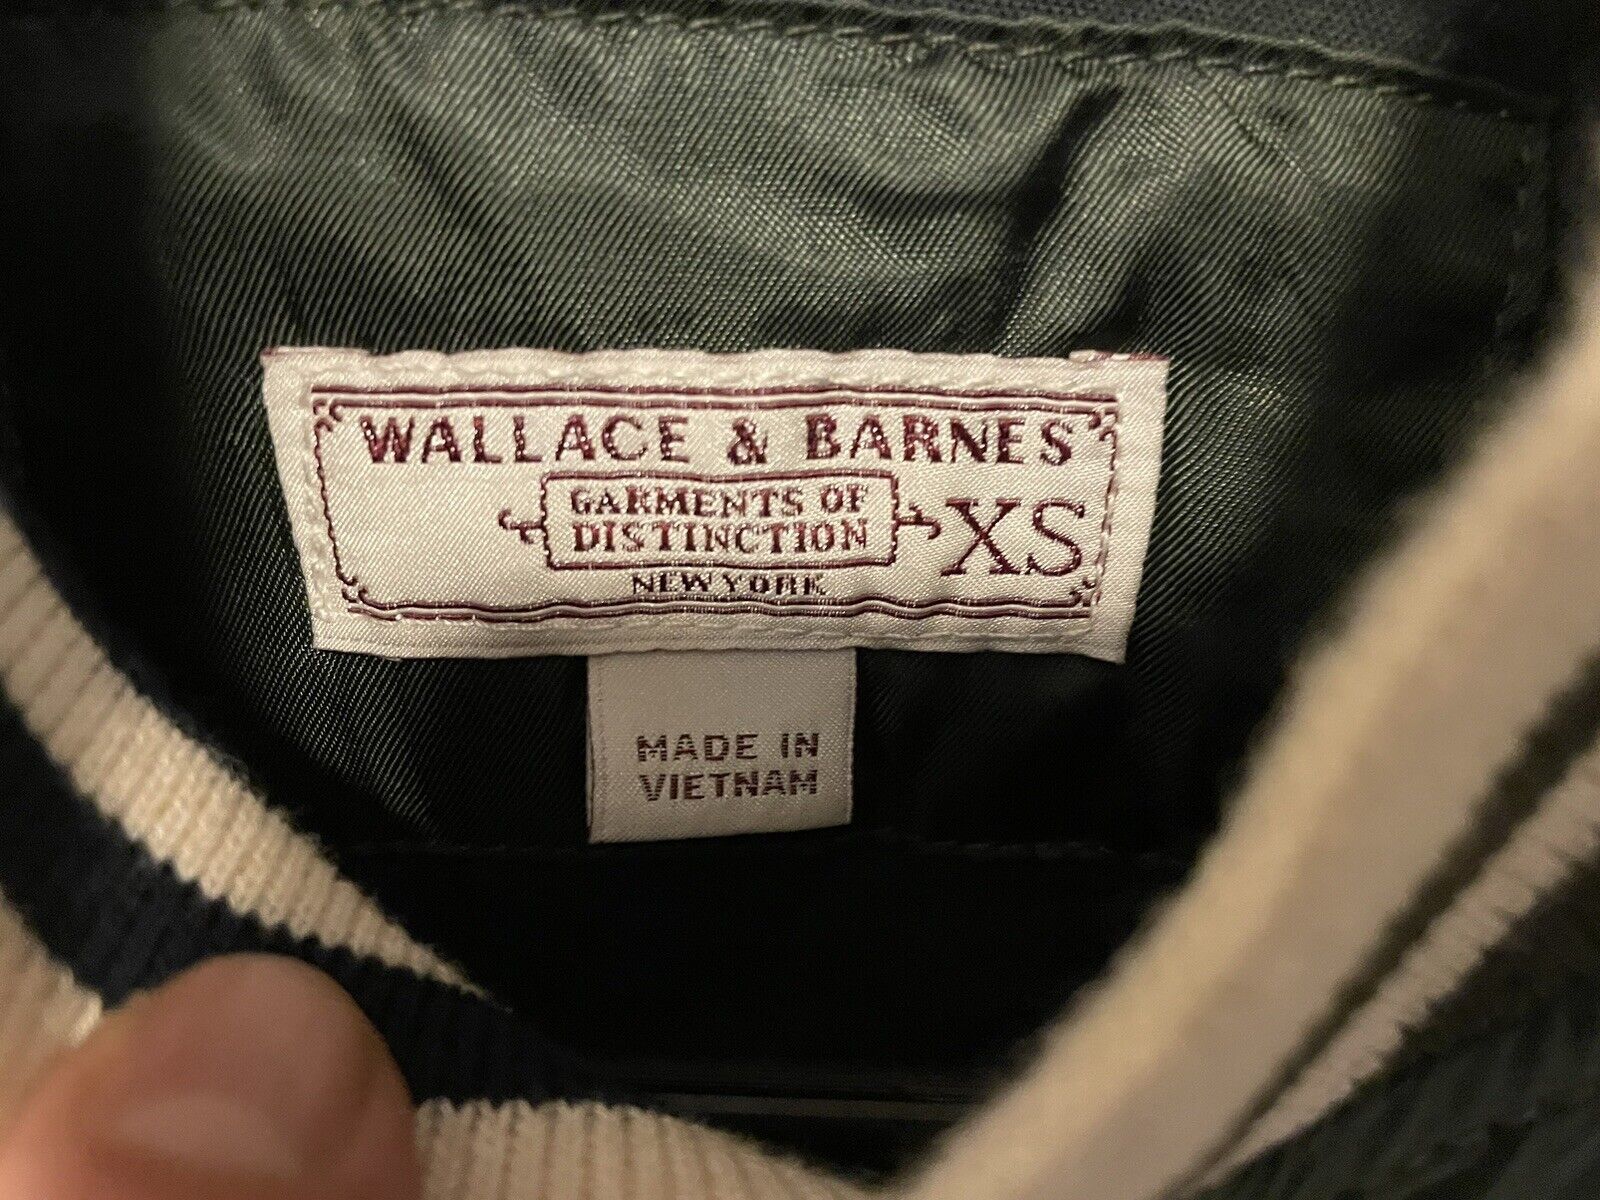 WALLACE & BARNES
GARMENTS OF
DISTINCTION
XS
NEW YORK
MADE IN
VIETNAM